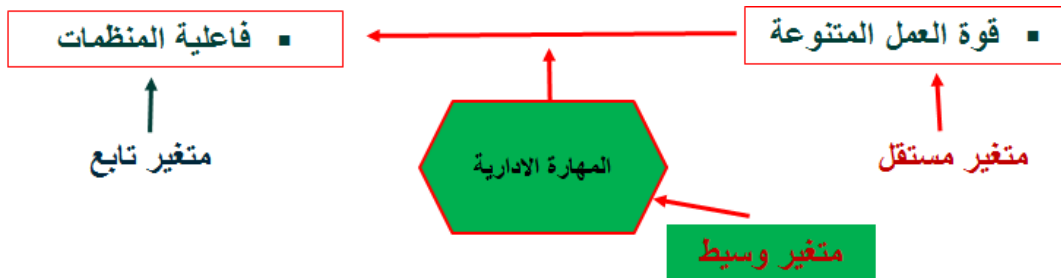 ▪ قوة العمل المتنوعة
▪ فاعلية المنظمات
متغير مستقل
المهارة الادارية
متغير تابع
متغير وسيط